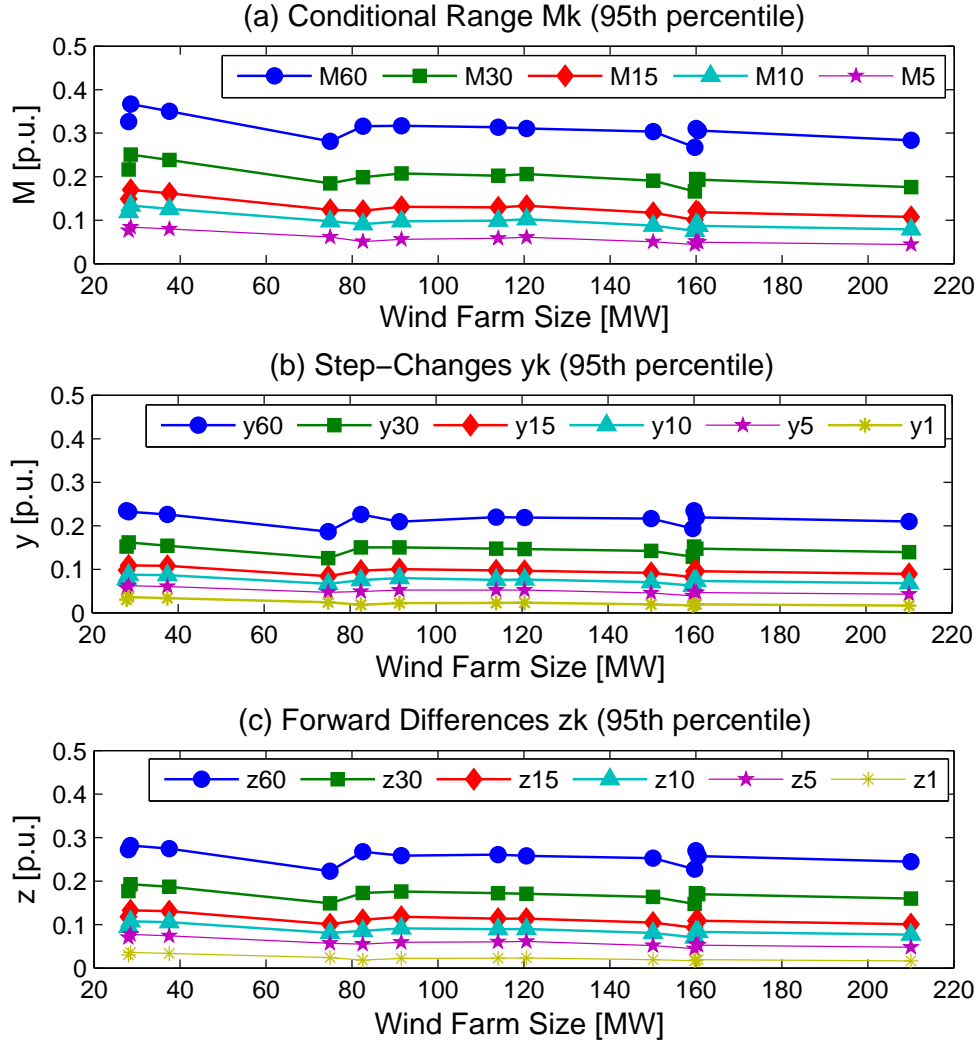 (a) Conditional Range Mk (95th percentile)
0.5
M60 M30 M15 M10 M5
0.4
0.3
0.2
0.1
0
M [p.u.]
20 40 60 80 100 120 140 160 180 200 220
Wind Farm Size [MW]
(b) Step−Changes yk (95th percentile)
0.5
y60 y30 y15 y10 y5 y1
0.4
0.3
0.2
0.1
0
y [p.u.]
20 40 60 80 100 120 140 160 180 200 220
Wind Farm Size [MW]
(c) Forward Differences zk (95th percentile)
0.5
z60 z30 z15 z10 z5 z1
0.4
0.3
0.2
0.1
0
z [p.u.]
20 40 60 80 100 120 140 160 180 200 220
Wind Farm Size [MW]